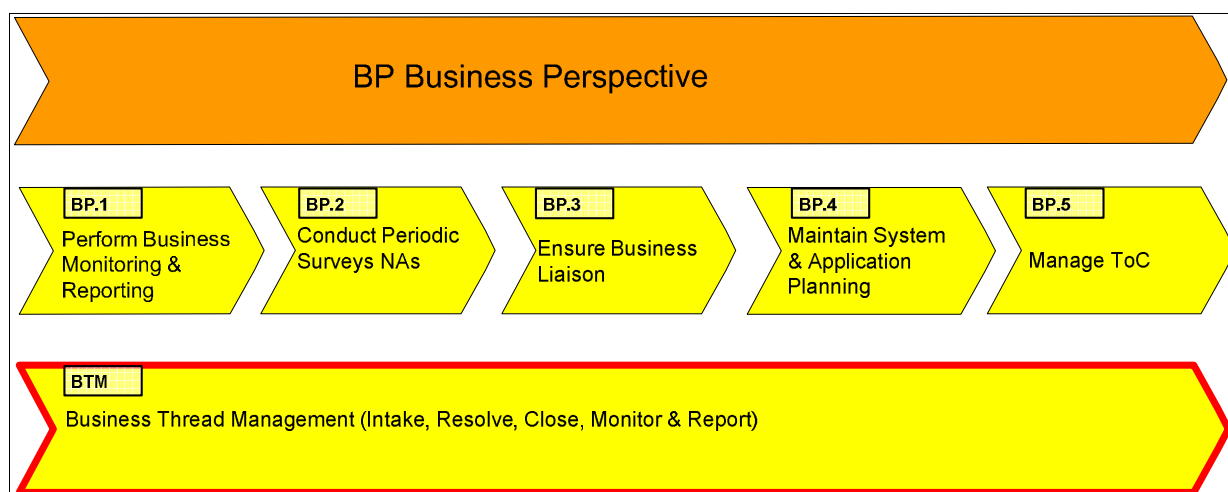 BP Business Perspective
BP.1
Perform Business
Monitoring &
Reporting
BP.2
Conduct Periodic
Surveys NAs
BP.3
Ensure Business
Liaison
BP.4
Maintain System
& Application
Planning
BP.5
Manage ToC
BTM
Business Thread Management (Intake, Resolve, Close, Monitor & Report)